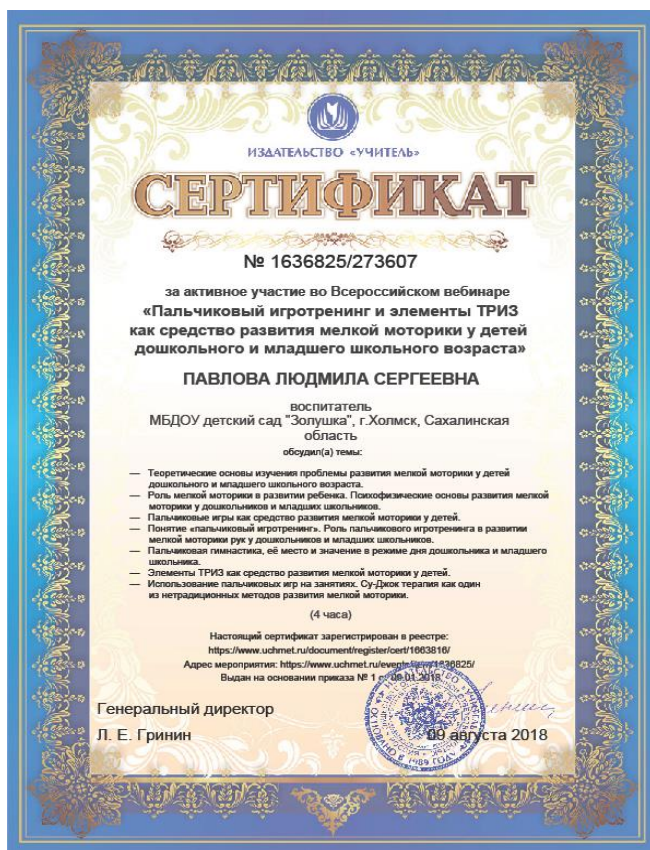 ИЗДАТЕЛЬСТВО «УЧИТЕЛЬ»
СЕРТИФИКАТ
№ 1636825/273607
за активное участие во Всероссийском вебинаре
«Пальчиковый игротренинг и элементы ТРИЗ
как средство развития мелкой моторики у детей
дошкольного и младшего школьного возраста»
ПАВЛОВА ЛЮДМИЛА СЕРГЕЕВНА
воспитатель
МБДОУ детский сад "Золушка", г.Холмск, Сахалинская
область
обсудил(а) темы:
— Теоретические основы изучения проблемы развития мелкой моторики у детей
дошкольного и младшего школьного возраста.
— Роль мелкой моторики в развитии ребенка. Психофизические основы развития мелкой
моторики у дошкольников и младших школьников.
— Пальчиковые игры как средство развития мелкой моторики у детей.
— Понятие «пальчиковый игротренинг». Роль пальчикового игротренинга в развитии
мелкой моторики рук у дошкольников и младших школьников.
— Пальчиковая гимнастика, её место и значение в режиме дня дошкольника и младшего
школьника.
— Элементы ТРИЗ как средство развития мелкой моторики у детей.
— Использование пальчиковых игр на занятиях. Су-Джок терапия как один
из нетрадиционных методов развития мелкой моторики.
(4 часа)
Настоящий сертификат зарегистрирован в реестре:
https://www.uchmet.ru/document/register/cert/1663816/
Адрес мероприятия: https://www.uchmet.ru/events/item/1636825/
Выдан на основании приказа № 1 от 09.01.2018
Генеральный директор
Л. Е. Гринин
09 августа 2018